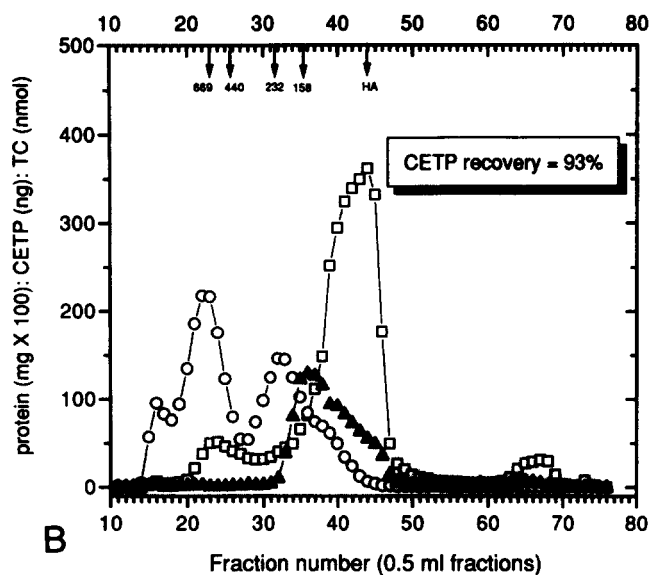 10 20 30 40 50 60 70 80
500
400
300
200
100
0
669 440 232 158 HA
CETP recovery = 93%
protein (mg X 100): CETP (ng): TC (nmol)
10 20 30 40 50 60 70 80
B
Fraction number (0.5 ml fractions)